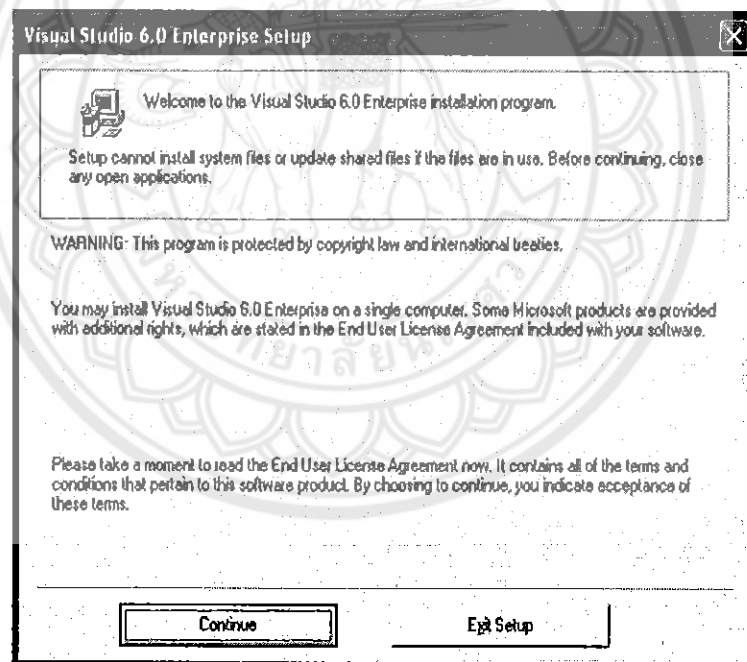 Visual Studio 6.0 Enterprise Setup
Welcome to the Visual Studio 6.0 Enterprise installation program.
Setup cannot install system files or update shared files if the files are in use. Before continuing, close
any open applications.
WARNING: This program is protected by copyright law and international treaties.
You may install Visual Studio 6.0 Enterprise on a single computer. Some Microsoft products are provided
with additional rights, which are stated in the End User License Agreement included with your software.
Please take a moment to read the End User License Agreement now. It contains all of the terms and
conditions that pertain to this software product. By choosing to continue, you indicate acceptance of
these terms.
Continue
Exit Setup